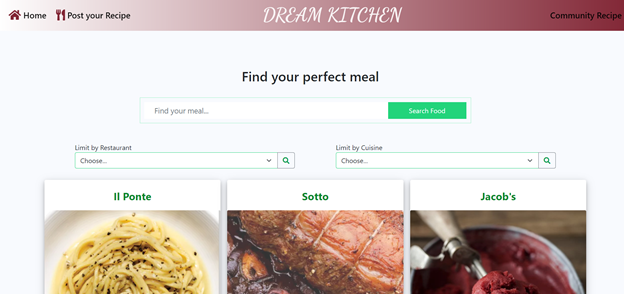 Home Post your Recipe DREAM KITCHEN Community Recipe
Find your perfect meal
Find your meal... Search Food
Limit by Restaurant Limit by Cuisine
Choose... Choose...
Il Ponte Sotto Jacob's